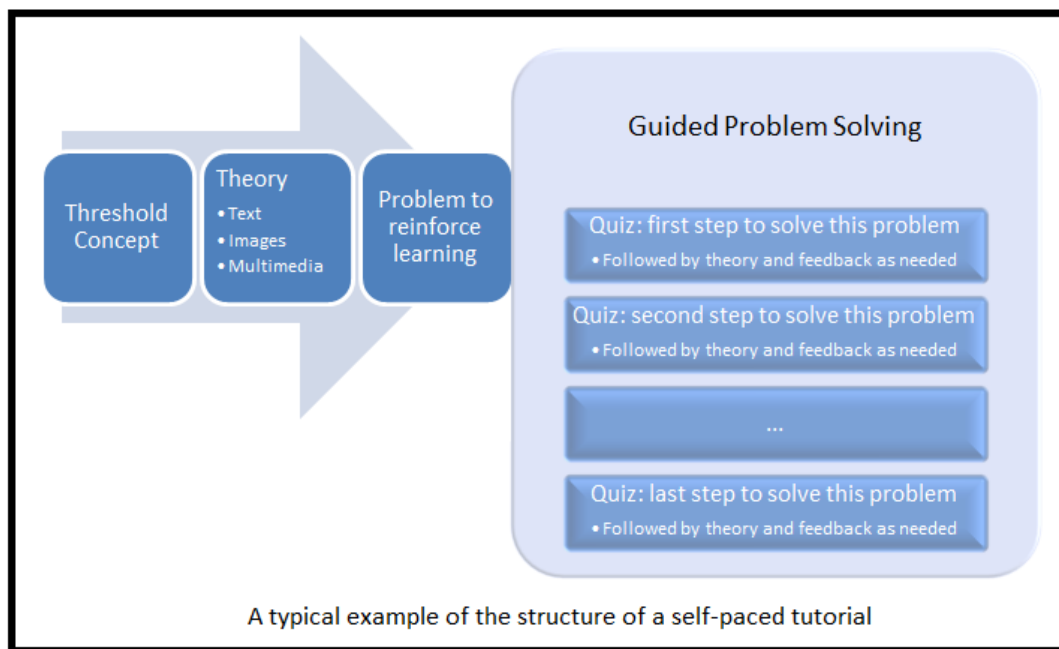 Threshold
Concept
Theory
• Text
• Images
• Multimedia
Problem to
reinforce
learning
Guided Problem Solving
Quiz: first step to solve this problem
• Followed by theory and feedback as needed
Quiz: second step to solve this problem
• Followed by theory and feedback as needed
...
Quiz: last step to solve this problem
• Followed by theory and feedback as needed
A typical example of the structure of a self-paced tutorial